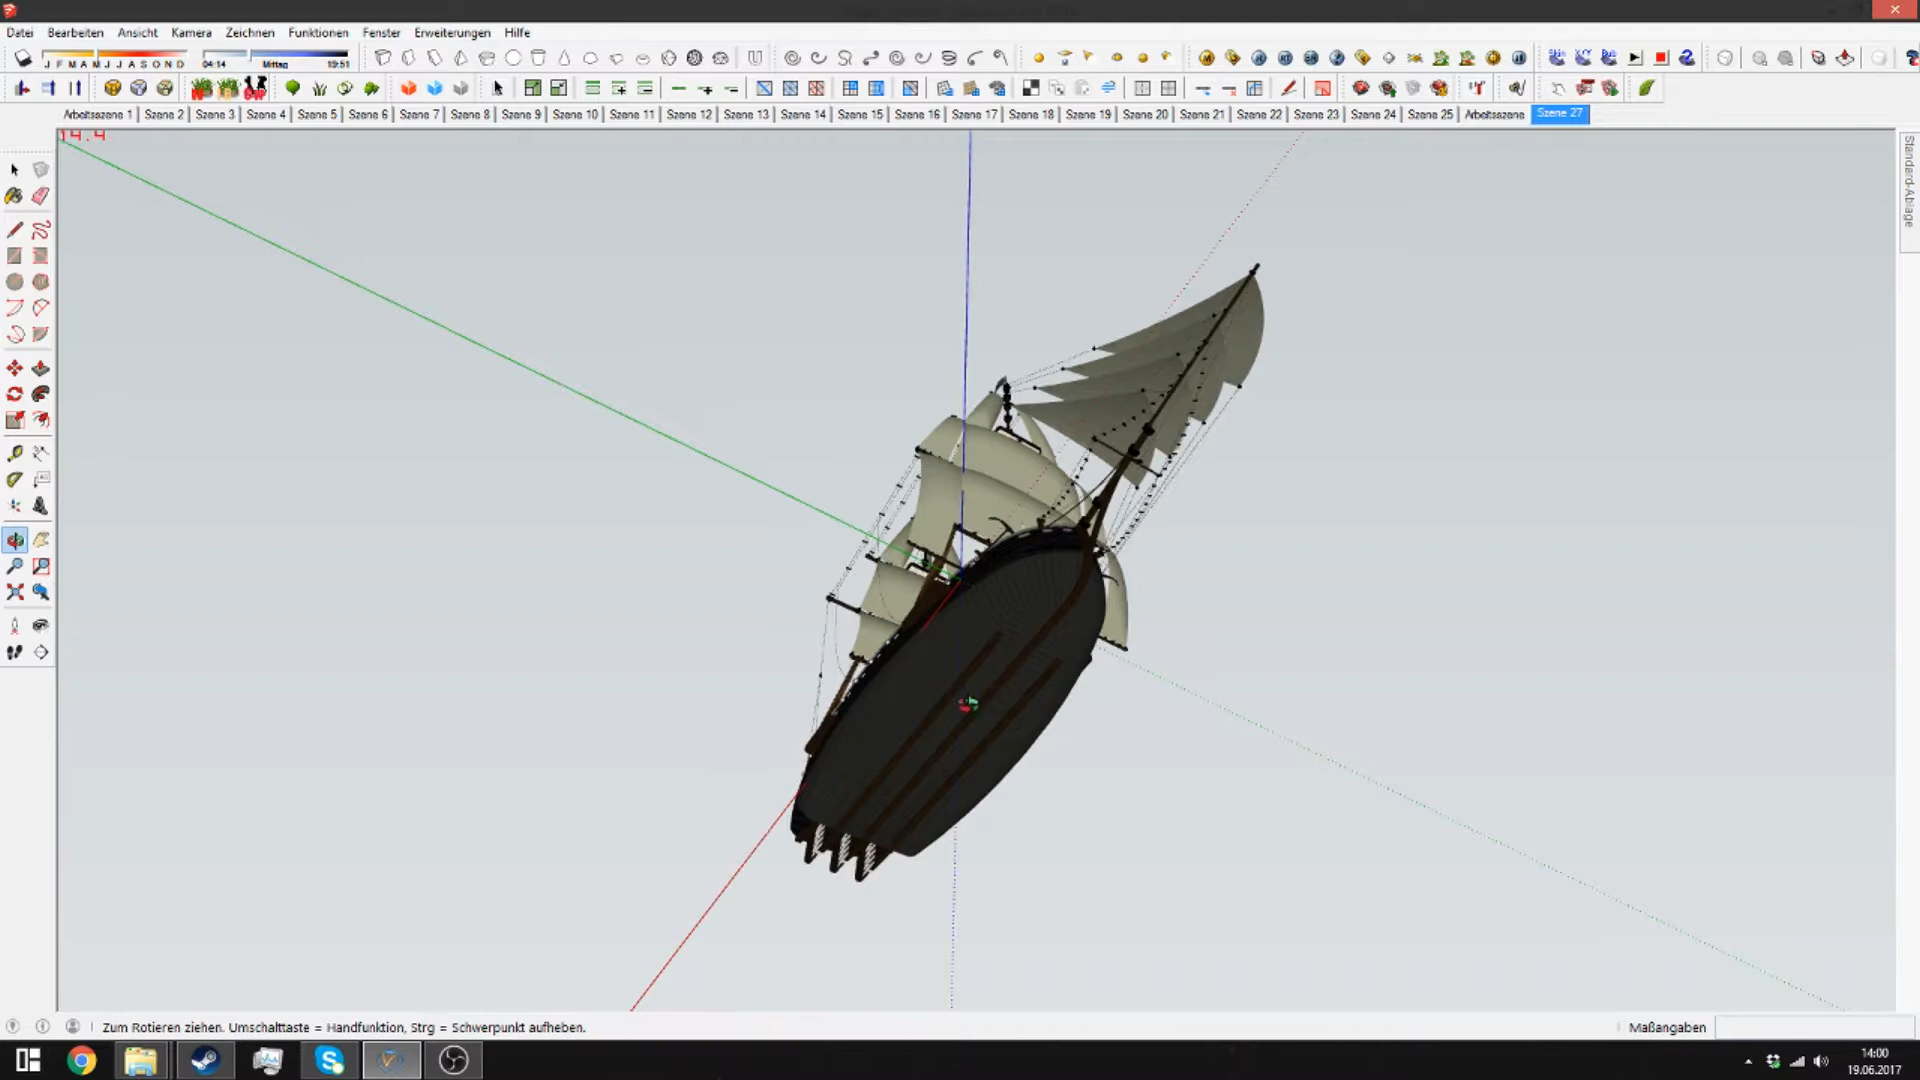 Datei Bearbeiten Ansicht Kamera Zeichnen Funktionen Fenster Erweiterungen Hilfe
J F M A M J J A S O N D 04:14 Mittag 19:51
Arbeitsszene 1 Szene 2 Szene 3 Szene 4 Szene 5 Szene 6 Szene 7 Szene 8 Szene 9 Szene 10 Szene 11 Szene 12 Szene 13 Szene 14 Szene 15 Szene 16 Szene 17 Szene 18 Szene 19 Szene 20 Szene 21 Szene 22 Szene 23 Szene 24 Szene 25 Arbeitsszene Szene 27
14.4
Standard-Ablage
Zum Rotieren ziehen. Umschalttaste = Handfunktion, Strg = Schwerpunkt aufheben.
Maßangaben
14:00
19.06.2017